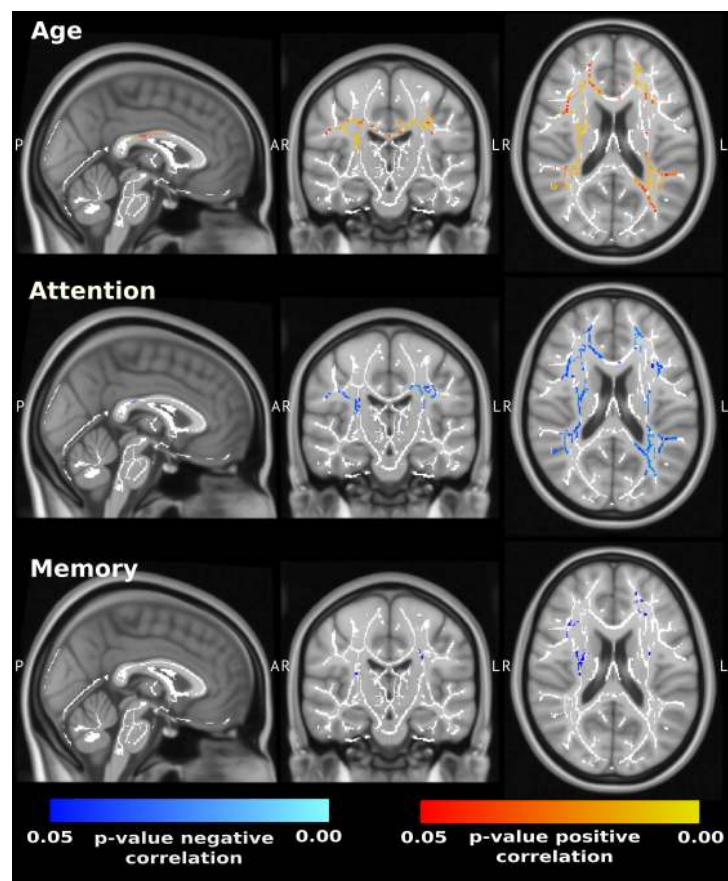 Age
P AR LR L
Attention
P AR LR L
Memory
P AR LR L
0.05 p-value negative 0.00 0.05 p-value positive 0.00
correlation correlation